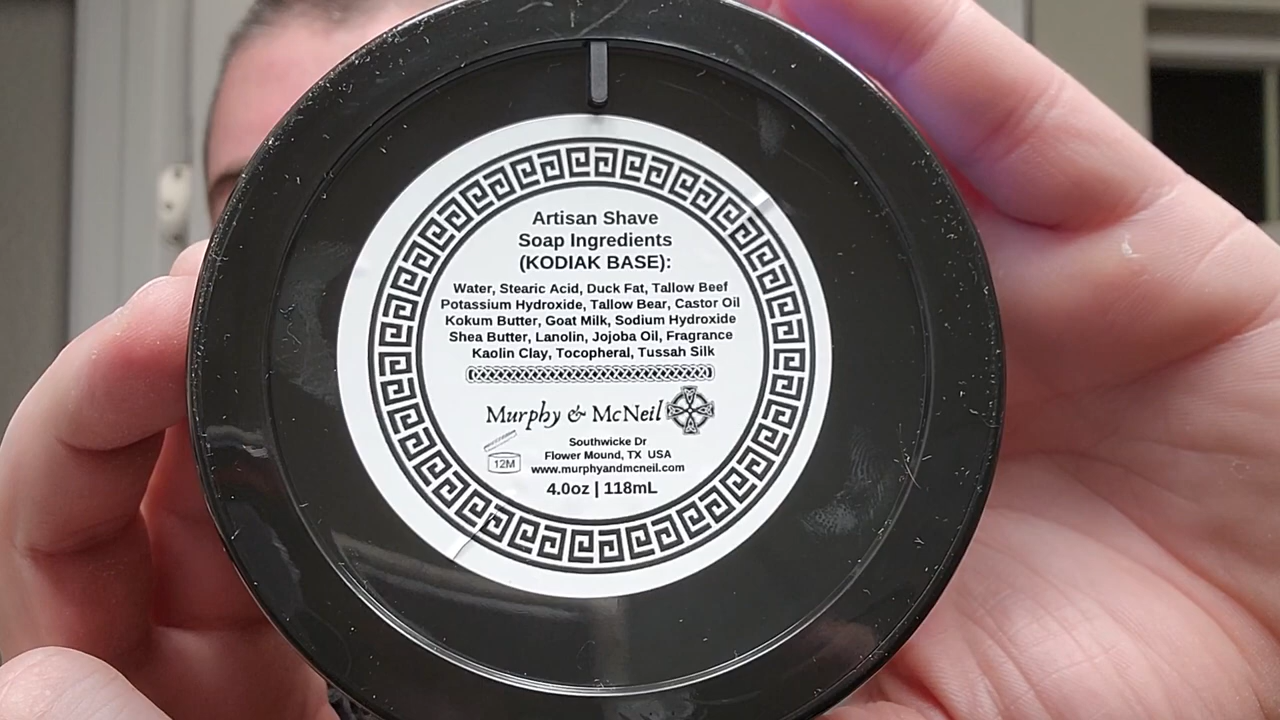 Artisan Shave
Soap Ingredients
(KODIAK BASE):
Water, Stearic Acid, Duck Fat, Tallow Beef
Potassium Hydroxide, Tallow Bear, Castor Oil
Kokum Butter, Goat Milk, Sodium Hydroxide
Shea Butter, Lanolin, Jojoba Oil, Fragrance
Kaolin Clay, Tocopheral, Tussah Silk
Murphy & McNeil
Southwicke Dr
Flower Mound, TX USA
12M
www.murphyandmcneil.com
4.0oz | 118mL